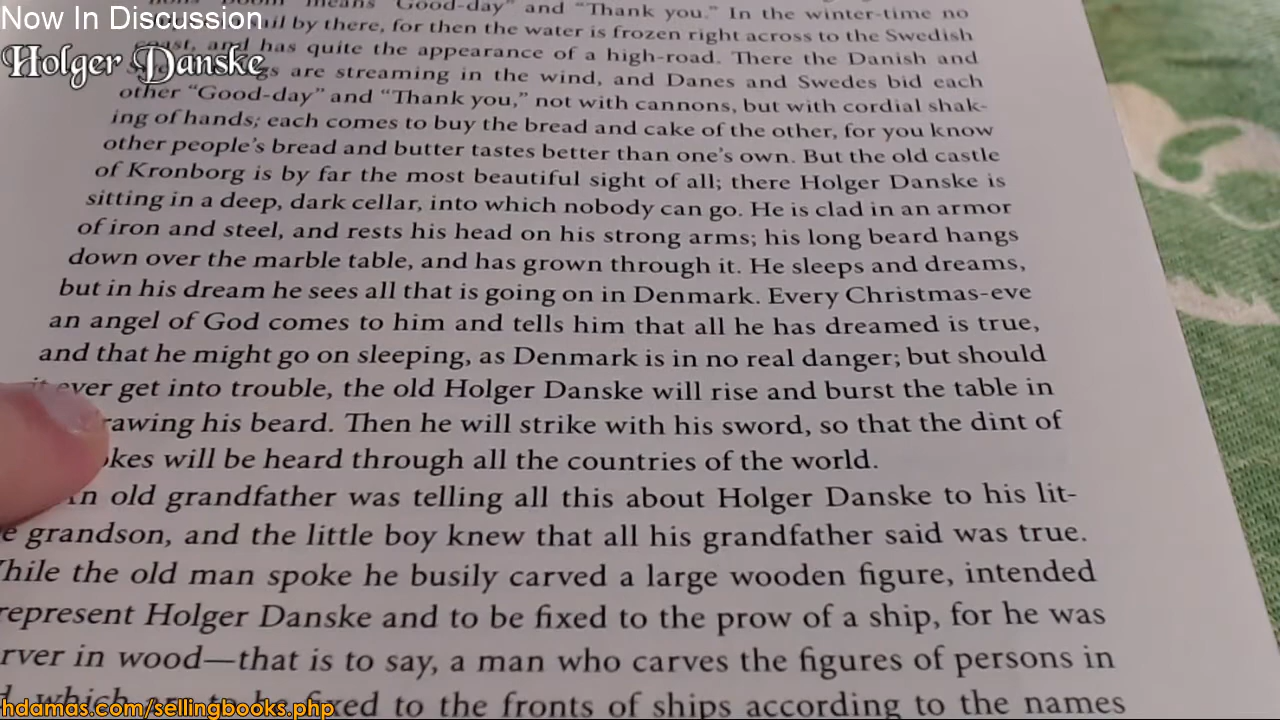 Now In Discussion
Holger Danske
means "Good-day" and "Thank you." In the winter-time no
by there, for then the water is frozen right across to the Swedish
and has quite the appearance of a high-road. There the Danish and
are streaming in the wind, and Danes and Swedes bid each
other "Good-day" and "Thank you," not with cannons, but with cordial shak-
ing of hands; each comes to buy the bread and cake of the other, for you know
other people's bread and butter tastes better than one's own. But the old castle
of Kronborg is by far the most beautiful sight of all; there Holger Danske is
sitting in a deep, dark cellar, into which nobody can go. He is clad in an armor
of iron and steel, and rests his head on his strong arms; his long beard hangs
down over the marble table, and has grown through it. He sleeps and dreams,
but in his dream he sees all that is going on in Denmark. Every Christmas-eve
an angel of God comes to him and tells him that all he has dreamed is true,
and that he might go on sleeping, as Denmark is in no real danger; but should
it ever get into trouble, the old Holger Danske will rise and burst the table in
rawing his beard. Then he will strike with his sword, so that the dint of
okes will be heard through all the countries of the world.
n old grandfather was telling all this about Holger Danske to his lit-
e grandson, and the little boy knew that all his grandfather said was true.
hile the old man spoke he busily carved a large wooden figure, intended
represent Holger Danske and to be fixed to the prow of a ship, for he was
rver in wood—that is to say, a man who carves the figures of persons in
which to be fixed to the fronts of ships according to the names
hdamas.com/sellingbooks.php